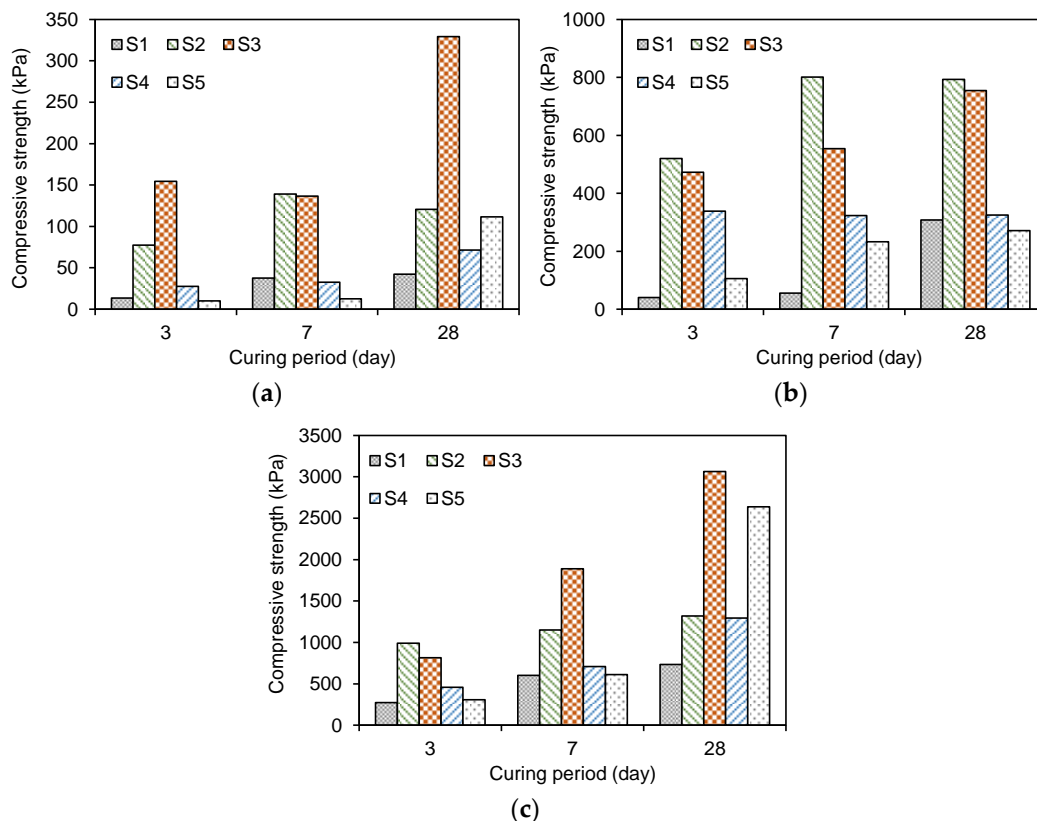 350
300
250
200
150
100
50
0
Compressive strength (kPa)
S1 S2 S3
S4 S5
3 7 28
Curing period (day)
(a)
1000
800
600
400
200
0
Compressive strength (kPa)
S1 S2 S3
S4 S5
3 7 28
Curing period (day)
(b)
3500
3000
2500
2000
1500
1000
500
0
Compressive strength (kPa)
S1 S2 S3
S4 S5
3 7 28
Curing period (day)
(c)